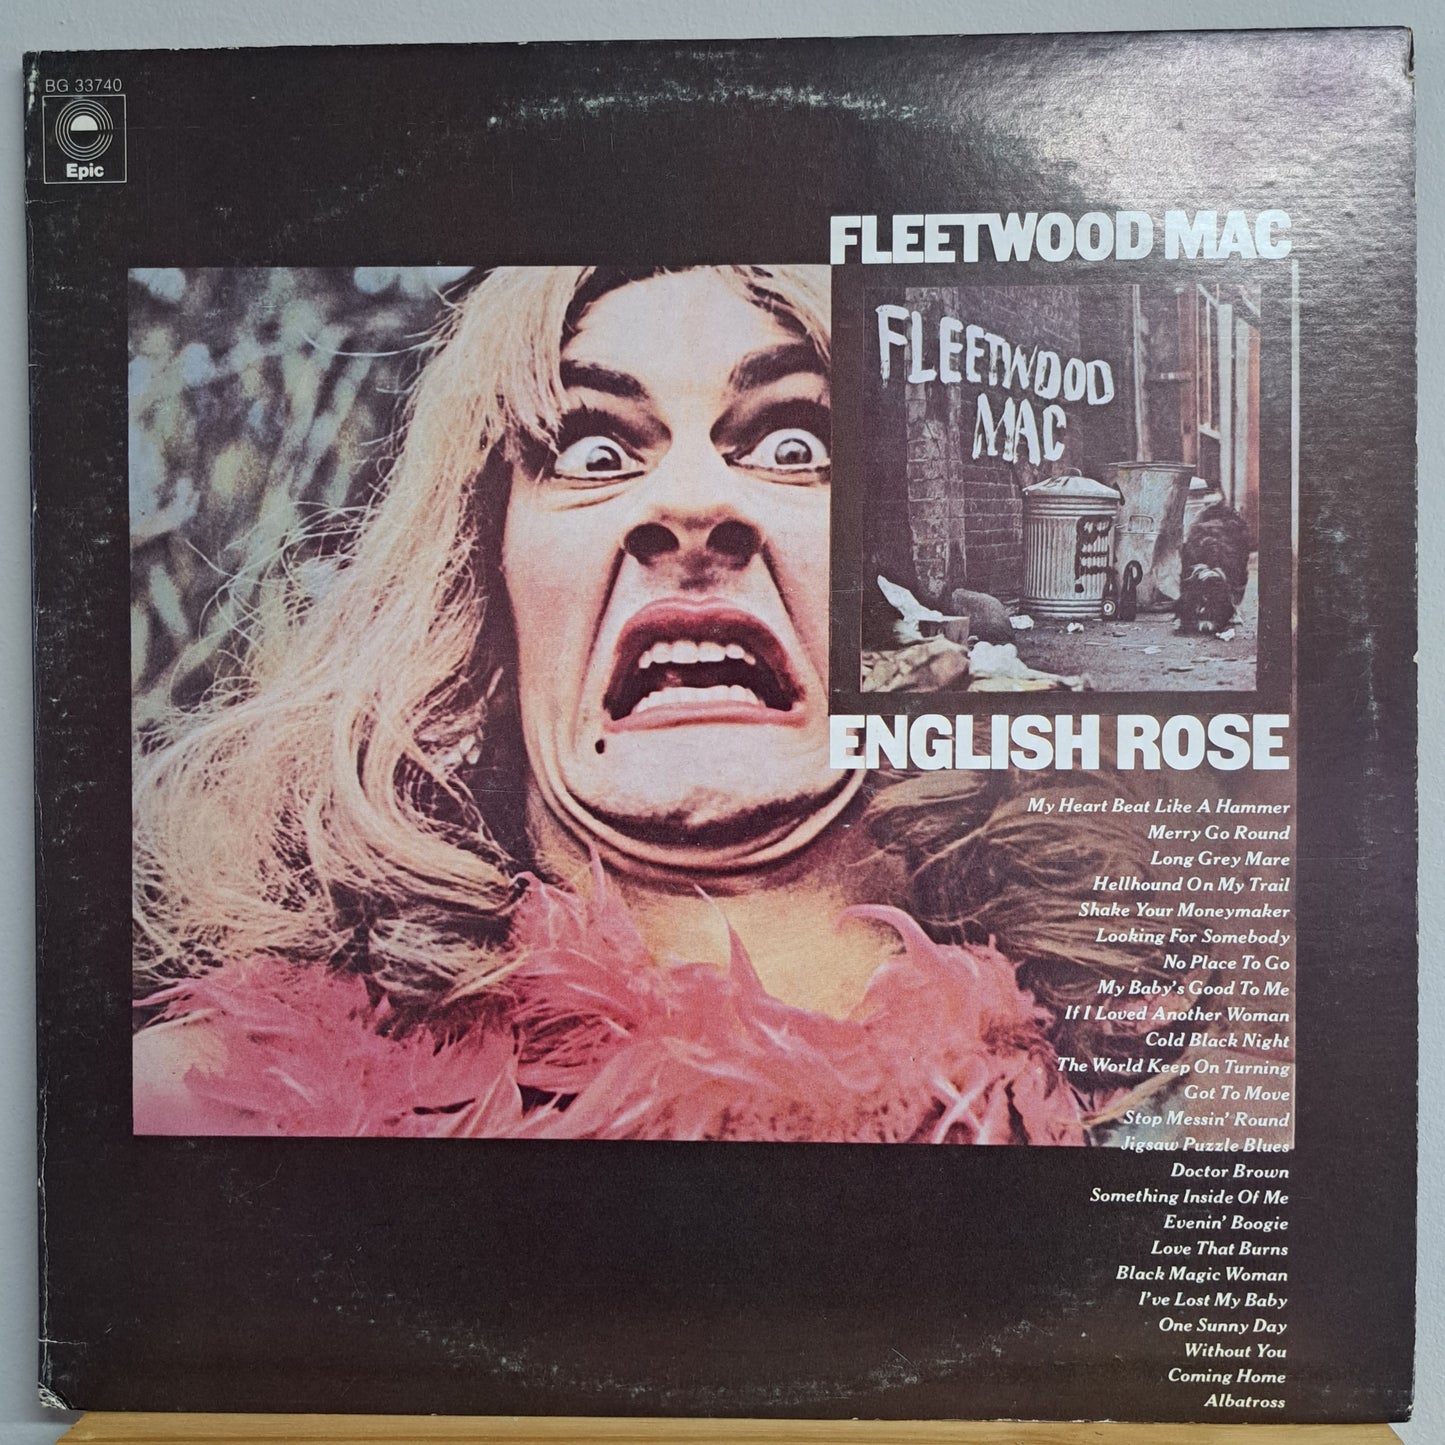 BG 33740
Epic
FLEETWOOD MAC
FLEETWOOD
MAC
ENGLISH ROSE
My Heart Beat Like A Hammer
Merry Go Round
Long Grey Mare
Hellhound On My Trail
Shake Your Moneymaker
Looking For Somebody
No Place To Go
My Baby's Good To Me
If I Loved Another Woman
Cold Black Night
The World Keep On Turning
Got To Move
Stop Messin' Round
Jigsaw Puzzle Blues
Doctor Brown
Something Inside Of Me
Evenin' Boogie
Love That Burns
Black Magic Woman
I've Lost My Baby
One Sunny Day
Without You
Coming Home
Albatross